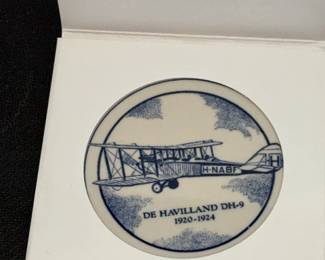 H-NABF
H
DE HAVILLAND DH-9
1920-1924